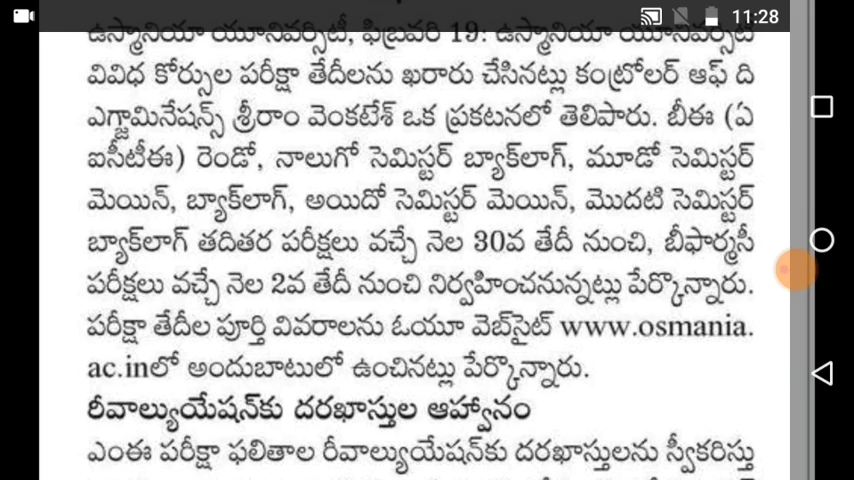 11:28
ఉస్మానియా యూనివర్సిటీ, ఫిబ్రవరి 19: ఉస్మానియా యూనివర్సిటీ
వివిధ కోర్సుల పరీక్షా తేదీలను ఖరారు చేసినట్లు కంట్రోలర్ ఆఫ్ ది
ఎగ్జామినేషన్స్ శ్రీరాం వెంకటేశ్ ఒక ప్రకటనలో తెలిపారు. బీఈ (ఏ
ఐసీటీఈ) రెండో, నాలుగో సెమిస్టర్ బ్యాక్‌లాగ్, మూడో సెమిస్టర్
మెయిన్, బ్యాక్‌లాగ్, అయిదో సెమిస్టర్ మెయిన్, మొదటి సెమిస్టర్
బ్యాక్‌లాగ్ తదితర పరీక్షలు వచ్చే నెల 30వ తేదీ నుంచి, బీఫార్మసీ
పరీక్షలు వచ్చే నెల 2వ తేదీ నుంచి నిర్వహించనున్నట్లు పేర్కొన్నారు.
పరీక్షా తేదీల పూర్తి వివరాలను ఓయూ వెబ్‌సైట్ www.osmania.
ac.inలో అందుబాటులో ఉంచినట్లు పేర్కొన్నారు.
రీవాల్యుయేషన్‌కు దరఖాస్తుల ఆహ్వానం
ఎంఈ పరీక్షా ఫలితాల రీవాల్యుయేషన్‌కు దరఖాస్తులను స్వీకరిస్తు